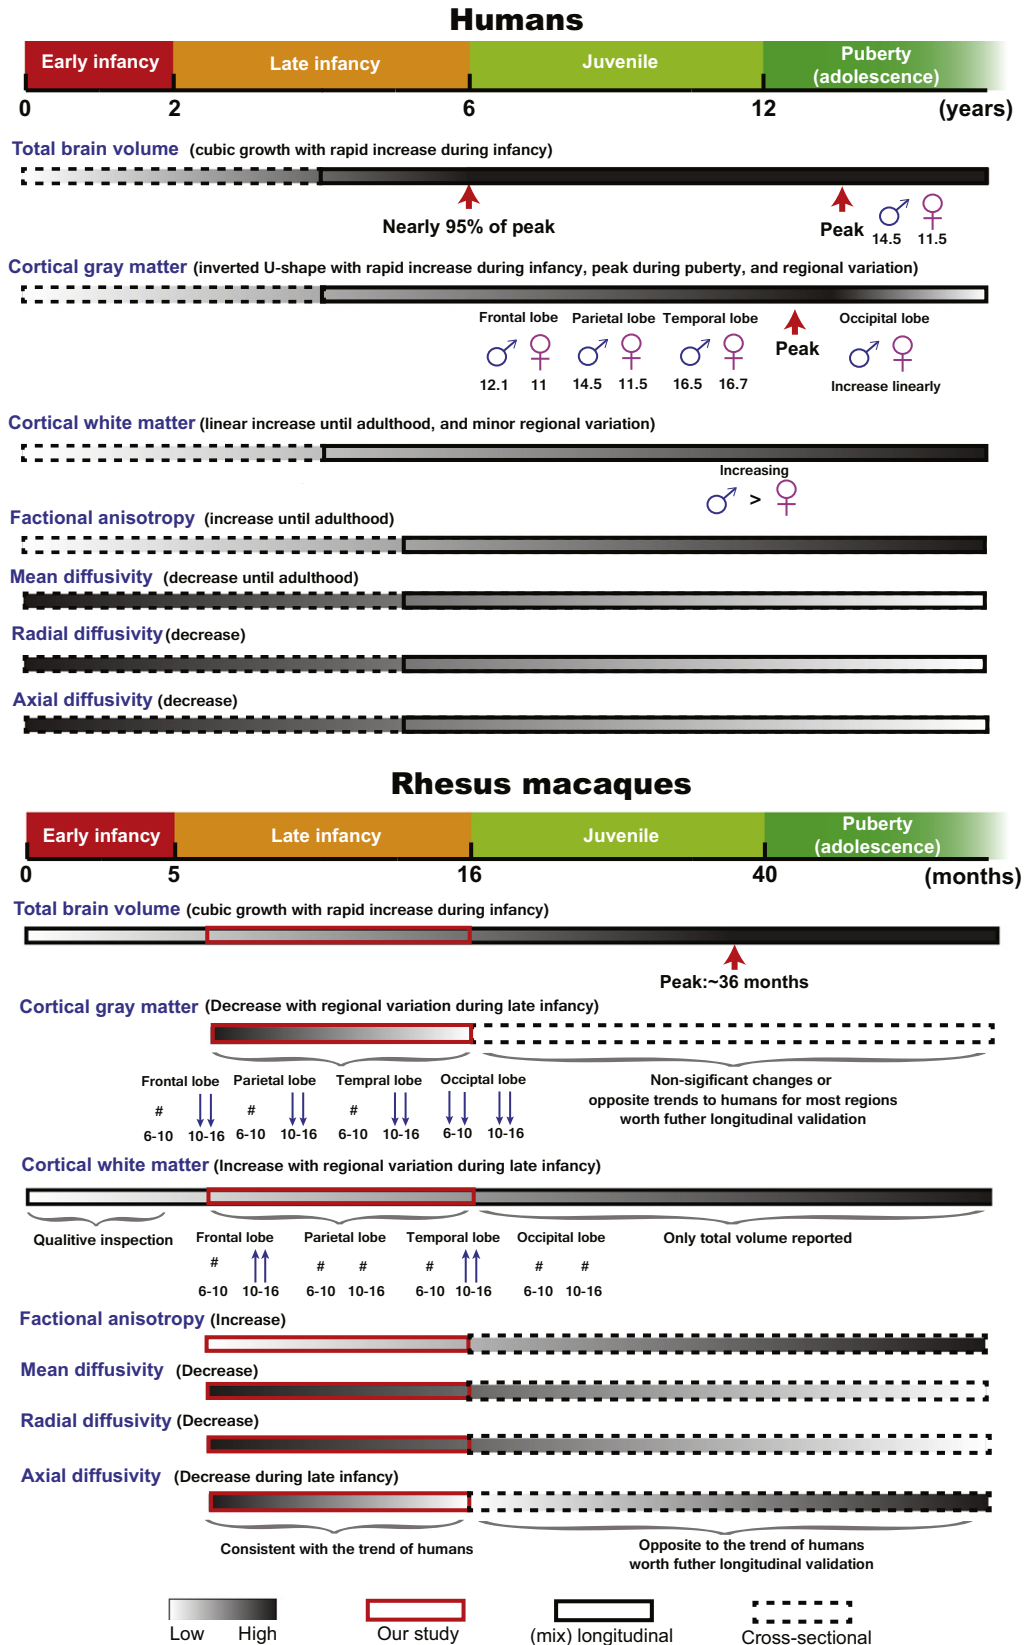 Humans
Early infancy Late infancy Juvenile Puberty
(adolescence)
0 2 6 12 (years)
Total brain volume (cubic growth with rapid increase during infancy)
Nearly 95% of peak
Peak
14.5 11.5
Cortical gray matter (inverted U-shape with rapid increase during infancy, peak during puberty, and regional variation)
Frontal lobe Parietal lobe Temporal lobe Occipital lobe
Peak
12.1 11 14.5 11.5 16.5 16.7 Increase linearly
Cortical white matter (linear increase until adulthood, and minor regional variation)
Increasing
♂ > ♀
Factional anisotropy (increase until adulthood)
Mean diffusivity (decrease until adulthood)
Radial diffusivity (decrease)
Axial diffusivity (decrease)
Rhesus macaques
Early infancy Late infancy Juvenile Puberty
(adolescence)
0 5 16 40 (months)
Total brain volume (cubic growth with rapid increase during infancy)
Peak:~36 months
Cortical gray matter (Decrease with regional variation during late infancy)
Frontal lobe Parietal lobe Tempral lobe Occiptal lobe
# # #
6-10 10-16 6-10 10-16 6-10 10-16 6-10 10-16
Non-sigificant changes or
opposite trends to humans for most regions
worth futher longitudinal validation
Cortical white matter (Increase with regional variation during late infancy)
Qualitive inspection Frontal lobe Parietal lobe Temporal lobe Occipital lobe Only total volume reported
# # # # # #
6-10 10-16 6-10 10-16 6-10 10-16 6-10 10-16
Factional anisotropy (Increase)
Mean diffusivity (Decrease)
Radial diffusivity (Decrease)
Axial diffusivity (Decrease during late infancy)
Consistent with the trend of humans
Opposite to the trend of humans
worth futher longitudinal validation
Low High Our study (mix) longitudinal Cross-sectional